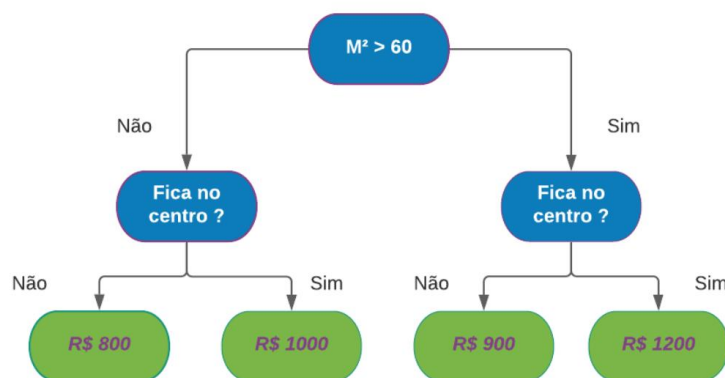 M² > 60
Não
Sim
Fica no
centro ?
Fica no
centro ?
Não
Sim
Não
Sim
R$ 800
R$ 1000
R$ 900
R$ 1200